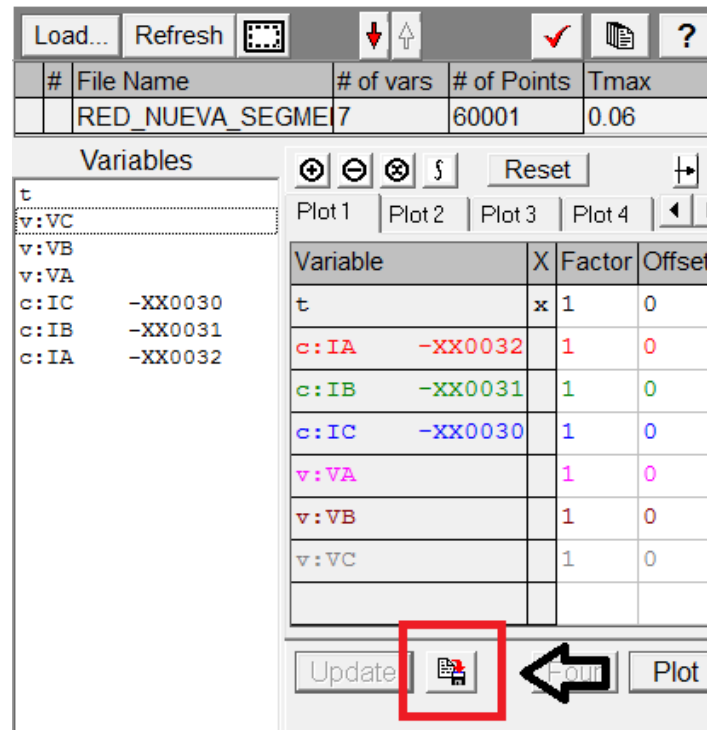 Load... Refresh ?
# File Name # of vars # of Points Tmax
RED_NUEVA_SEGME 7 60001 0.06
Variables
t
v:VC
v:VB
v:VA
c:IC -XX0030
c:IB -XX0031
c:IA -XX0032
Reset
Plot 1 Plot 2 Plot 3 Plot 4
Variable X Factor Offset
t x 1 0
c:IA -XX0032 1 0
c:IB -XX0031 1 0
c:IC -XX0030 1 0
v:VA 1 0
v:VB 1 0
v:VC 1 0
Update Four Plot